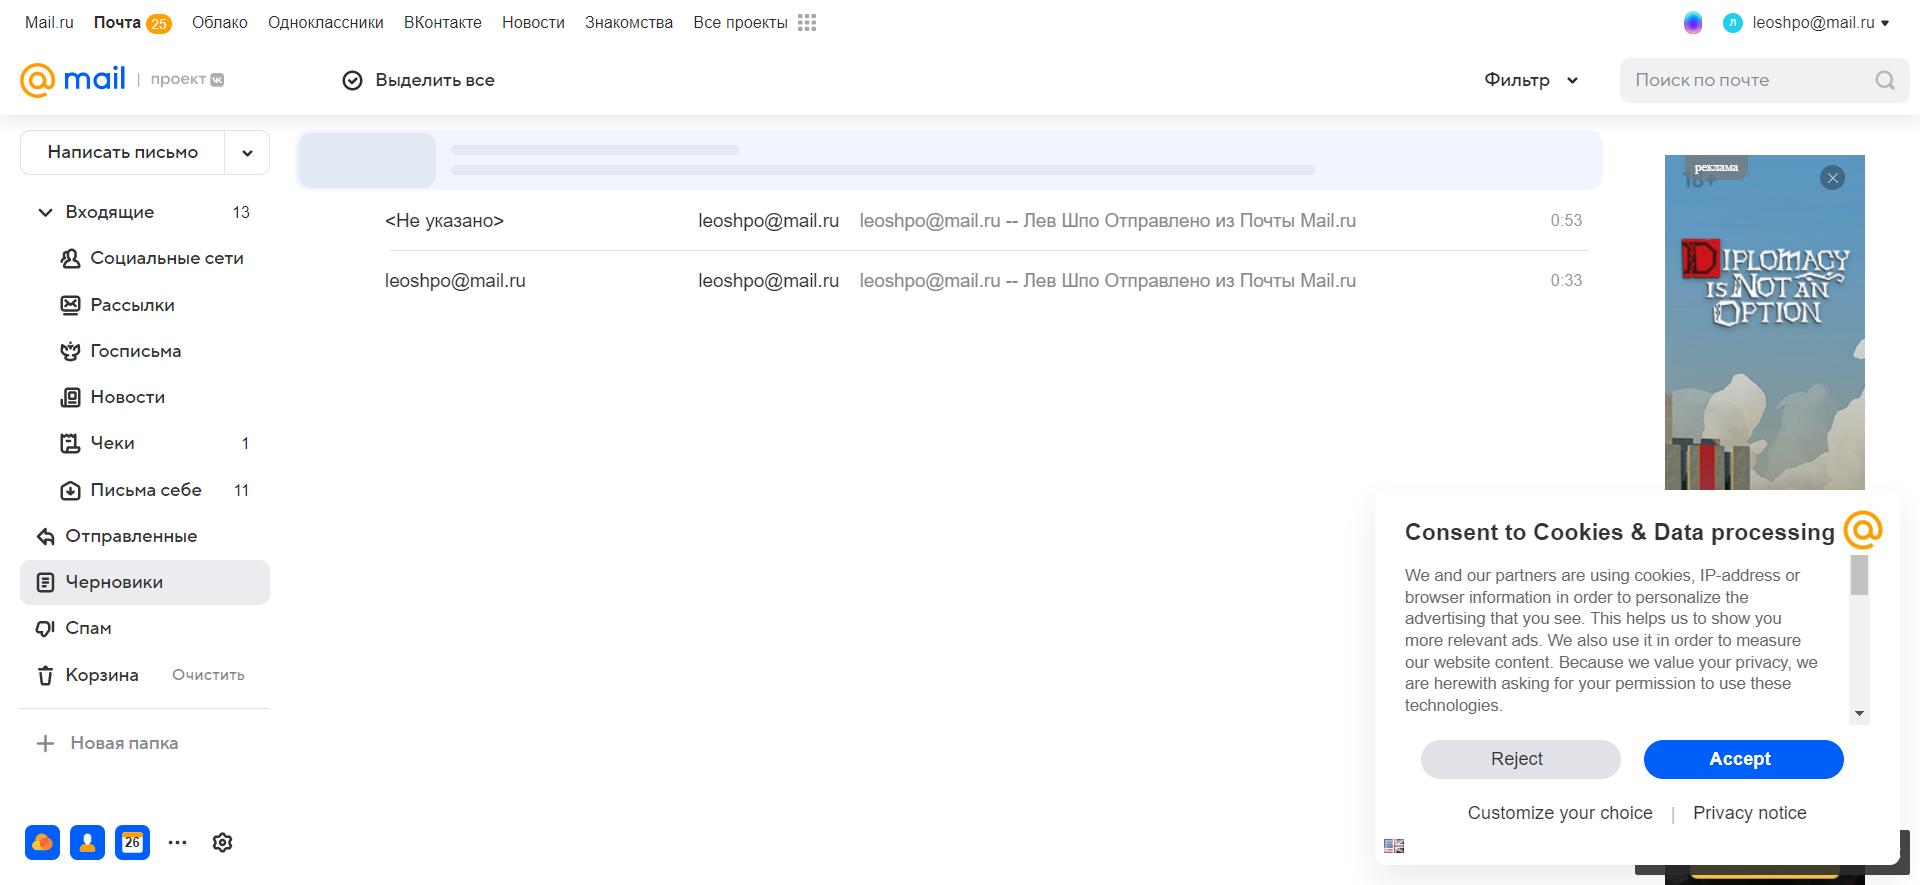 Mail.ru Почта 25 Облако Одноклассники ВКонтакте Новости Знакомства Все проекты
л leoshpo@mail.ru
@mail | проект
Выделить все
Фильтр
Поиск по почте
Написать письмо
Входящие 13
Социальные сети
Рассылки
Госписьма
Новости
Чеки 1
Письма себе 11
Отправленные
Черновики
Спам
Корзина Очистить
Новая папка
26
<Не указано> leoshpo@mail.ru leoshpo@mail.ru -- Лев Шпо Отправлено из Почты Mail.ru 0:53
leoshpo@mail.ru leoshpo@mail.ru leoshpo@mail.ru -- Лев Шпо Отправлено из Почты Mail.ru 0:33
реклама
18+
DIPLOMACY
IS NOT AN
OPTION
Consent to Cookies & Data processing
We and our partners are using cookies, IP-address or
browser information in order to personalize the
advertising that you see. This helps us to show you
more relevant ads. We also use it in order to measure
our website content. Because we value your privacy, we
are herewith asking for your permission to use these
technologies.
Reject Accept
Customize your choice | Privacy notice